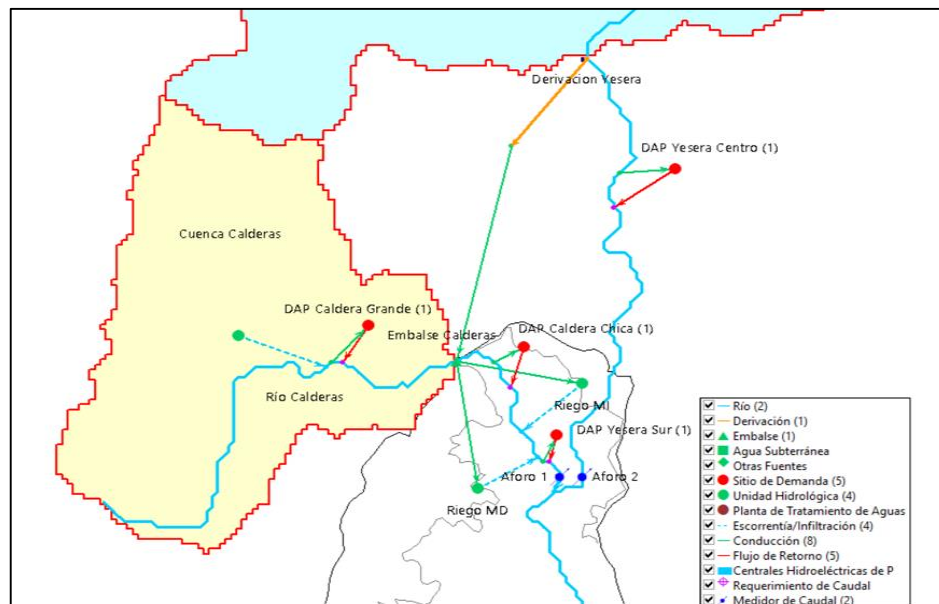 Derivacion Yesera
DAP Yesera Centro (1)
Cuenca Calderas
DAP Caldera Grande (1)
Embalse Calderas
DAP Caldera Chica (1)
Río Calderas
Riego MI
DAP Yesera Sur (1)
Aforo 1
Aforo 2
Riego MD
Río (2)
Derivación (1)
Embalse (1)
Agua Subterránea
Otras Fuentes
Sitio de Demanda (5)
Unidad Hidrológica (4)
Planta de Tratamiento de Aguas
Escorrentía/Infiltración (4)
Conducción (8)
Flujo de Retorno (5)
Centrales Hidroeléctricas de P
Requerimiento de Caudal
Medidor de Caudal (2)